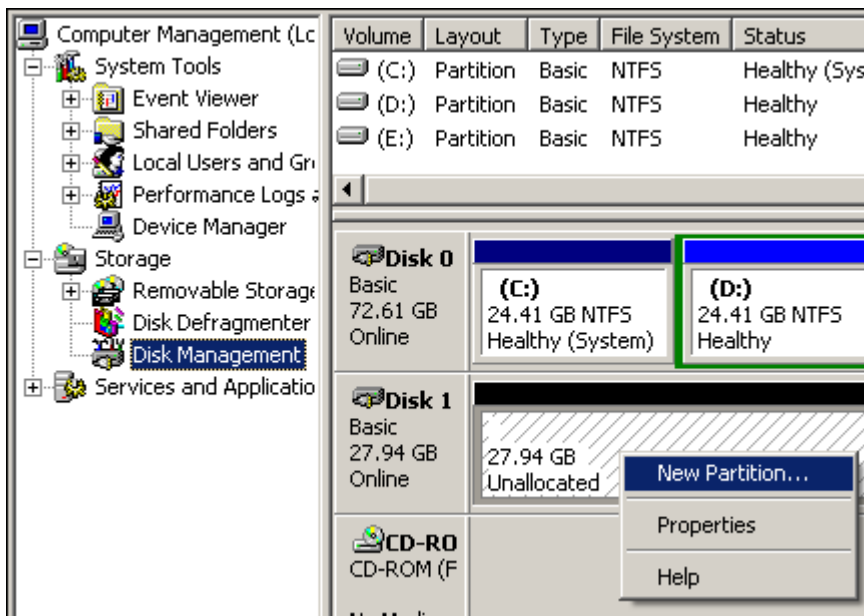 Computer Management (Lc
System Tools
Event Viewer
Shared Folders
Local Users and Gr
Performance Logs
Device Manager
Storage
Removable Storage
Disk Defragmenter
Disk Management
Services and Applicatio
Volume Layout Type File System Status
(C:) Partition Basic NTFS Healthy (Sys
(D:) Partition Basic NTFS Healthy
(E:) Partition Basic NTFS Healthy
Disk 0
Basic
72.61 GB
Online
(C:)
24.41 GB NTFS
Healthy (System)
(D:)
24.41 GB NTFS
Healthy
Disk 1
Basic
27.94 GB
Online
27.94 GB
Unallocated
New Partition...
Properties
Help
CD-RO
CD-ROM (F